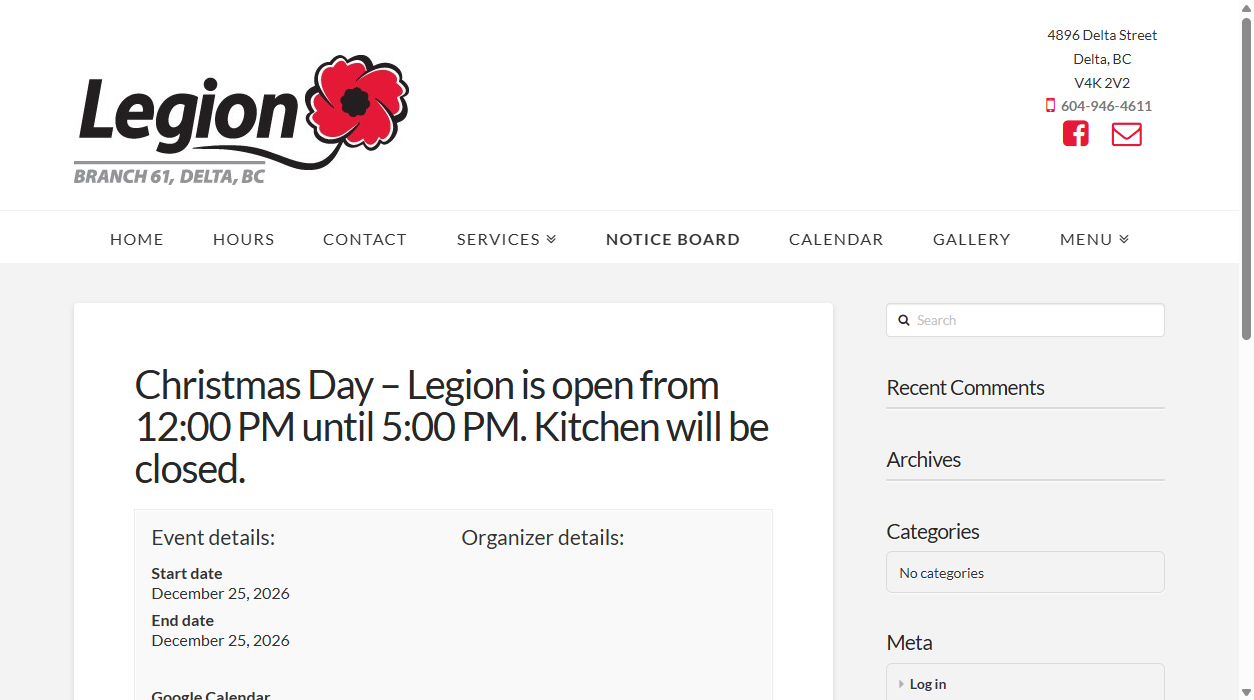 4896 Delta Street
Delta, BC
V4K 2V2
604-946-4611
Legion
BRANCH 61, DELTA, BC
HOME
HOURS
CONTACT
SERVICES
NOTICE BOARD
CALENDAR
GALLERY
MENU
Christmas Day – Legion is open from
12:00 PM until 5:00 PM. Kitchen will be
closed.
Event details:
Start date
December 25, 2026
End date
December 25, 2026
Google Calendar
Organizer details:
Search
Recent Comments
Archives
Categories
No categories
Meta
Log in